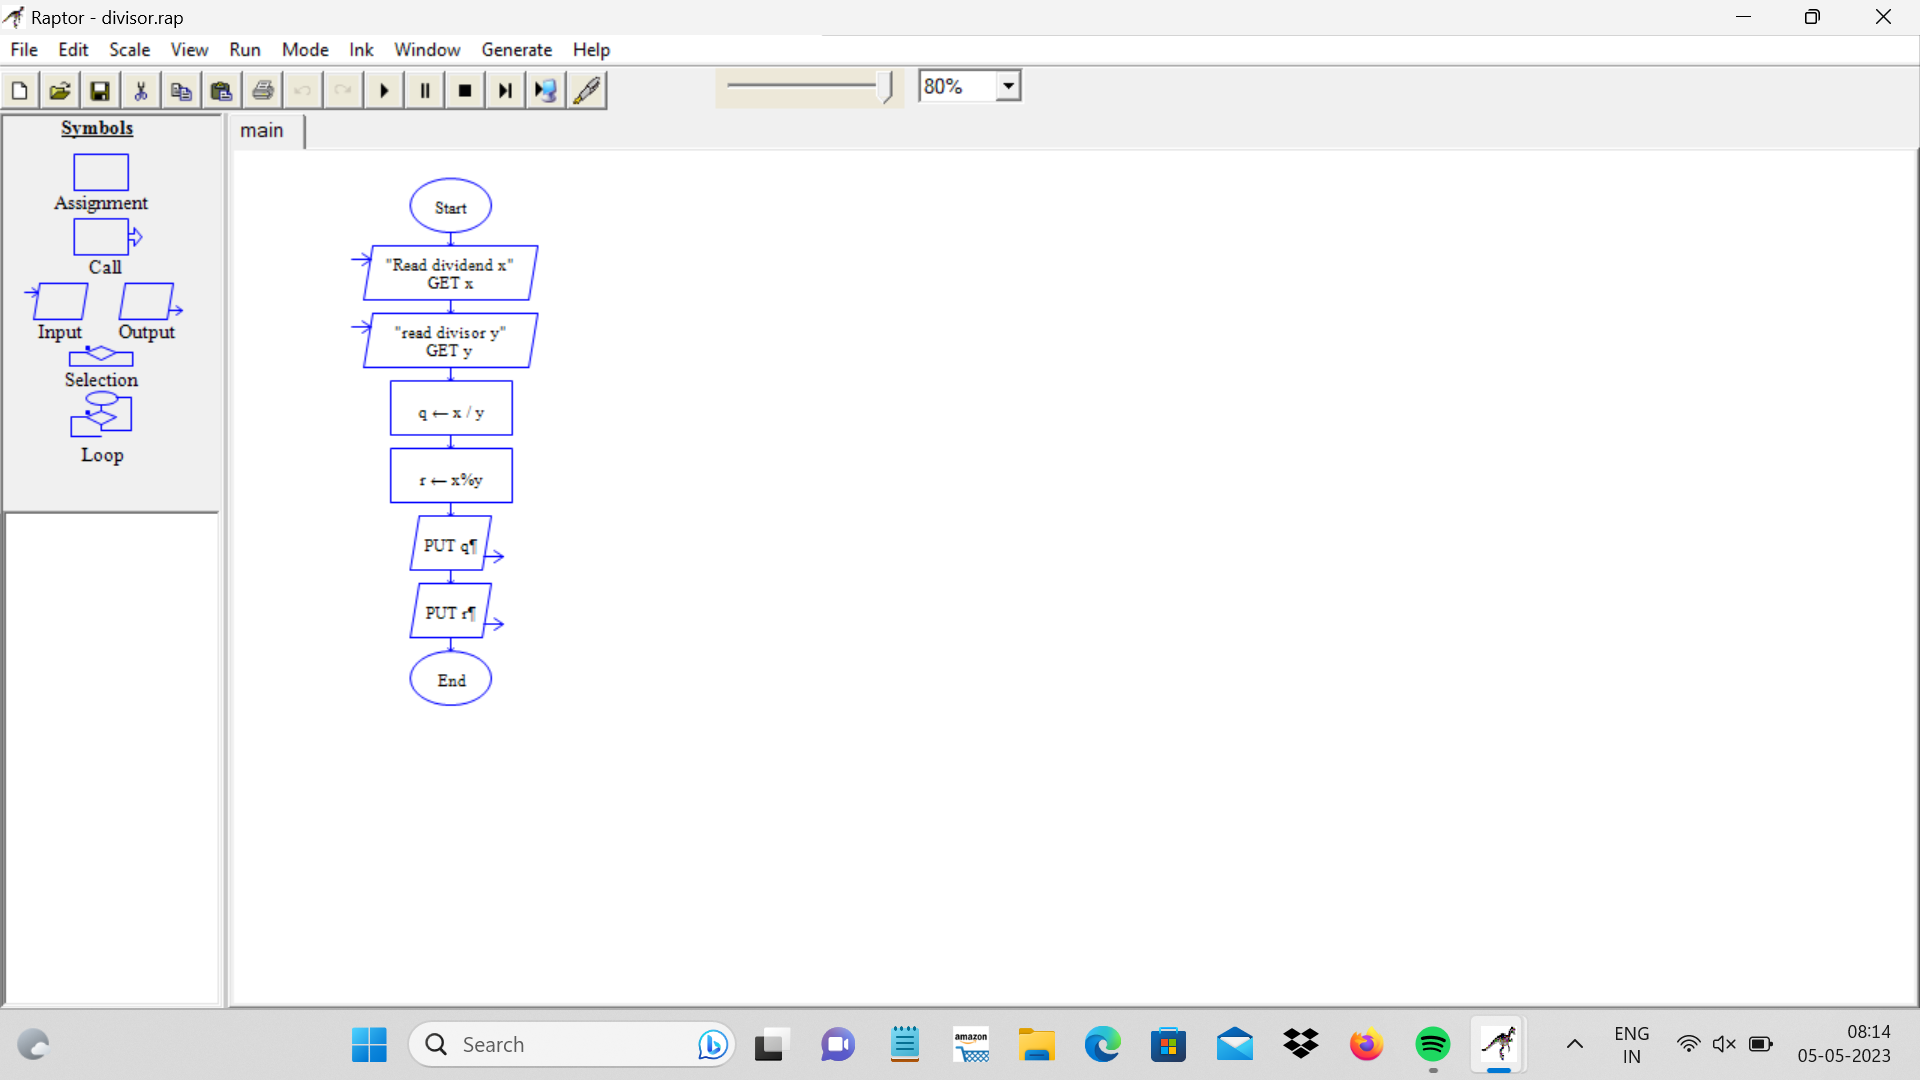 Raptor - divisor.rap
File Edit Scale View Run Mode Ink Window Generate Help
80%
Symbols
Assignment
Call
Input Output
Selection
Loop
main
Start
"Read dividend x"
GET x
"read divisor y"
GET y
q ← x / y
r ← x%y
PUT q¶
PUT r¶
End
Search
amazon
ENG
IN
08:14
05-05-2023